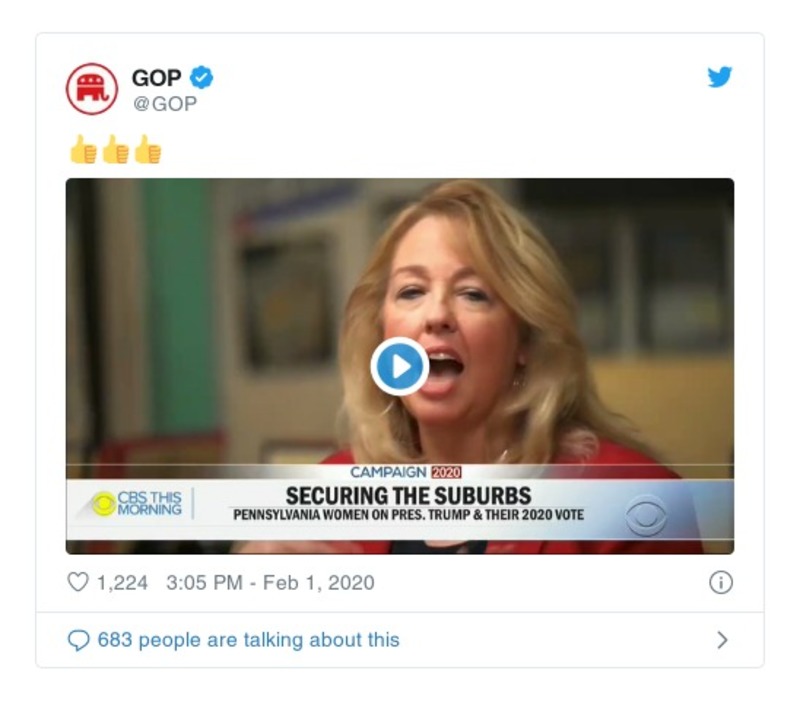 GOP
@GOP
👍👍👍
CAMPAIGN 2020
CBS THIS
MORNING
SECURING THE SUBURBS
PENNSYLVANIA WOMEN ON PRES. TRUMP & THEIR 2020 VOTE
1,224 3:05 PM - Feb 1, 2020
683 people are talking about this